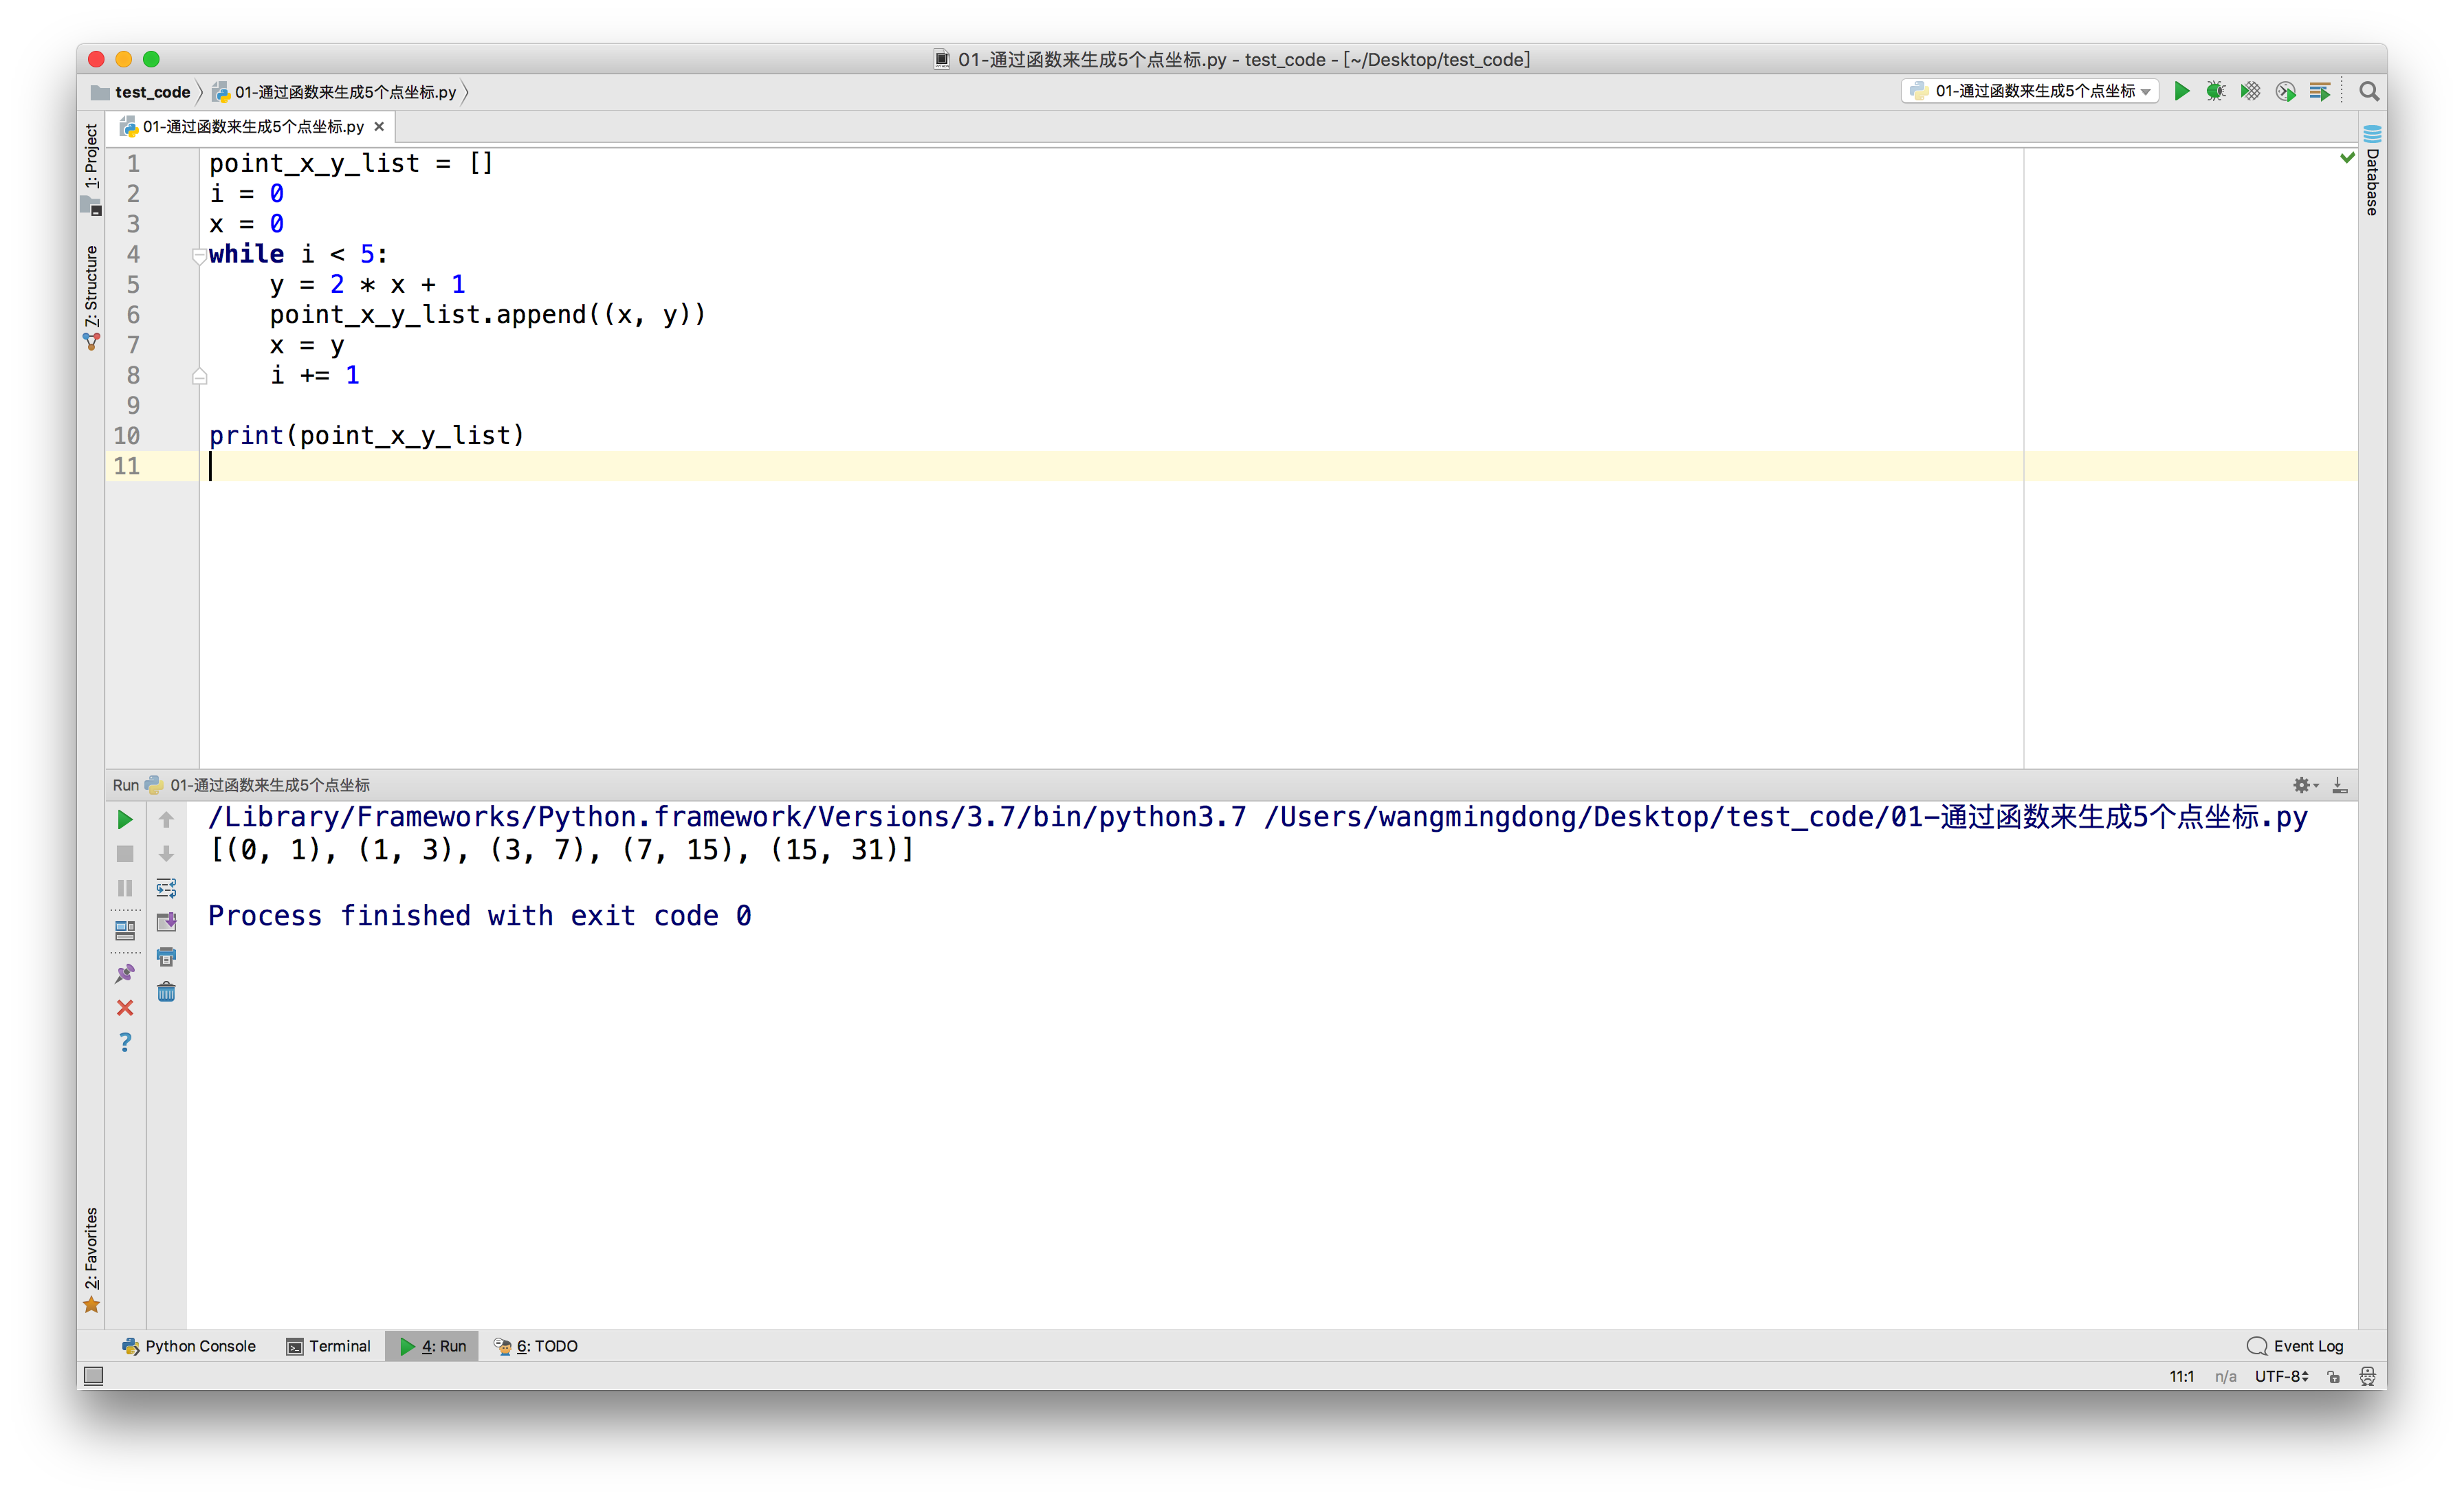 01-通过函数来生成5个点坐标.py - test_code - [~/Desktop/test_code]
test_code 01-通过函数来生成5个点坐标.py 01-通过函数来生成5个点坐标
01-通过函数来生成5个点坐标.py
1: Project
7: Structure
2: Favorites
Database
1 point_x_y_list = []
2 i = 0
3 x = 0
4 while i < 5:
5     y = 2 * x + 1
6     point_x_y_list.append((x, y))
7     x = y
8     i += 1
9
10 print(point_x_y_list)
11
Run 01-通过函数来生成5个点坐标
/Library/Frameworks/Python.framework/Versions/3.7/bin/python3.7 /Users/wangmingdong/Desktop/test_code/01-通过函数来生成5个点坐标.py
[(0, 1), (1, 3), (3, 7), (7, 15), (15, 31)]
Process finished with exit code 0
Python Console Terminal 4: Run 6: TODO Event Log
11:1 n/a UTF-8